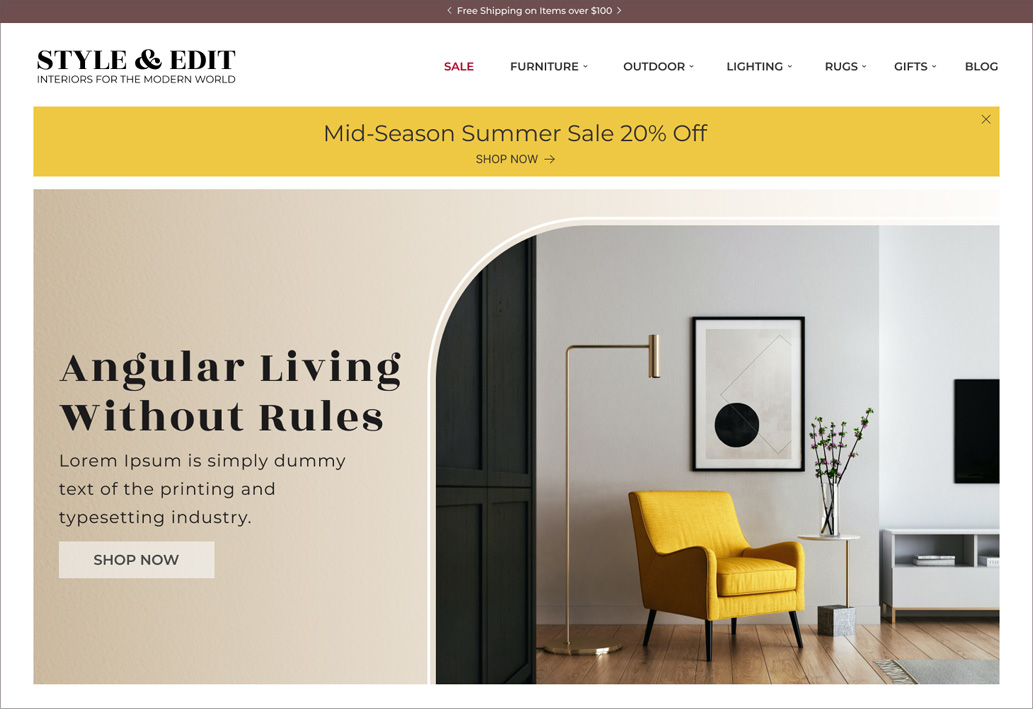 Free Shipping on Items over $100
STYLE & EDIT
INTERIORS FOR THE MODERN WORLD
SALE
FURNITURE
OUTDOOR
LIGHTING
RUGS
GIFTS
BLOG
Mid-Season Summer Sale 20% Off
SHOP NOW →
Angular Living
Without Rules
Lorem Ipsum is simply dummy
text of the printing and
typesetting industry.
SHOP NOW